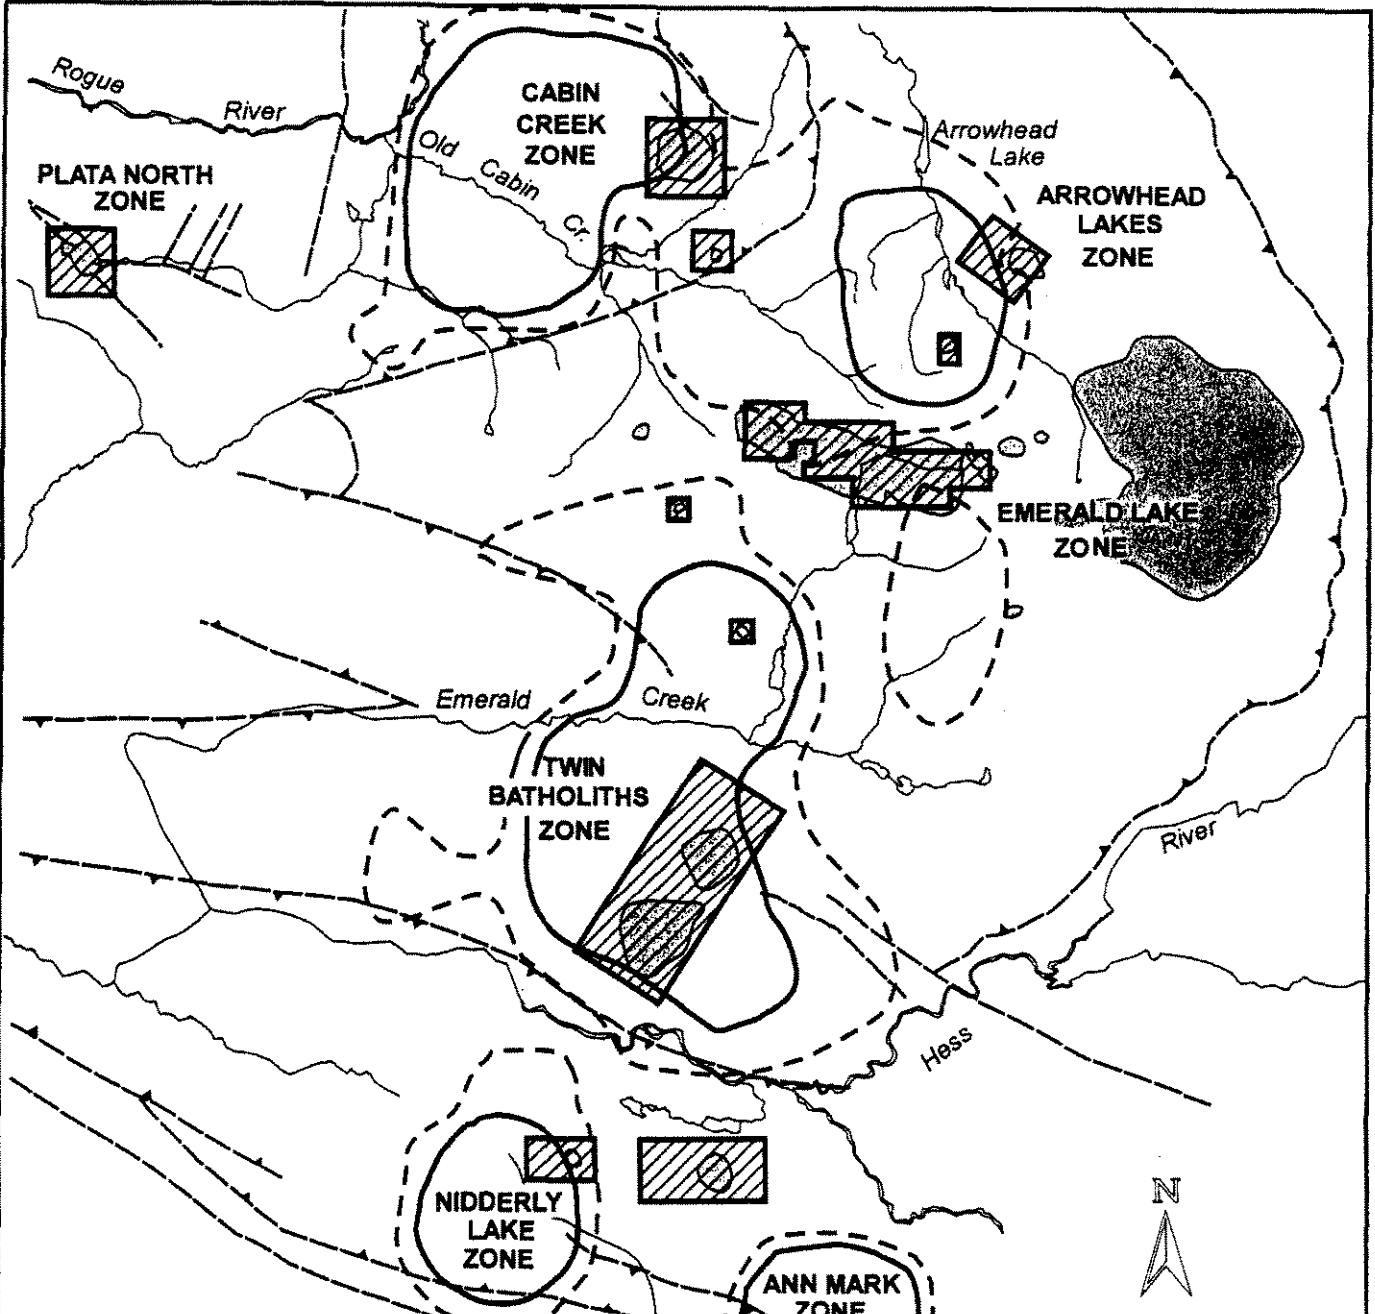 Rogue
River
CABIN
CREEK
ZONE
Old
Cabin
Cr.
PLATA NORTH
ZONE
Arrowhead
Lake
ARROWHEAD
LAKES
ZONE
EMERALD LAKE
ZONE
Emerald
Creek
TWIN
BATHOLITHS
ZONE
River
Hess
NIDDERLY
LAKE
ZONE
N
ANN MARK
ZONE